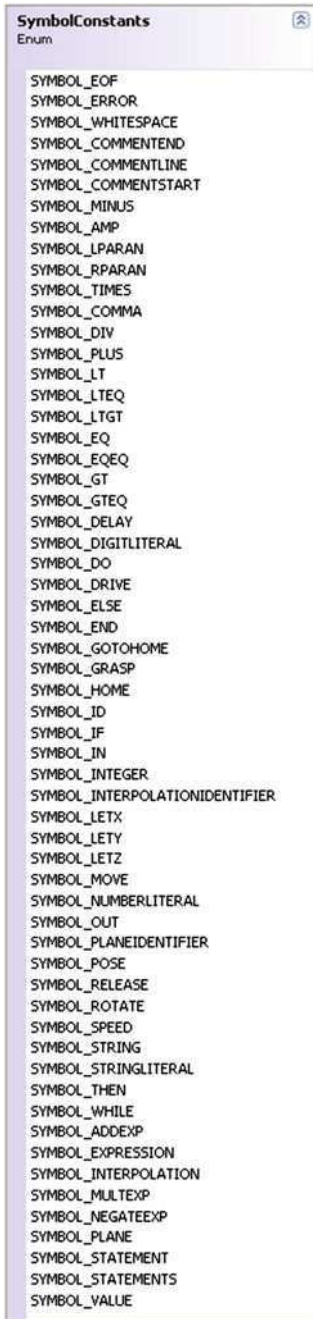 SymbolConstants
Enum
SYMBOL_EOF
SYMBOL_ERROR
SYMBOL_WHITESPACE
SYMBOL_COMMENTEND
SYMBOL_COMMENTLINE
SYMBOL_COMMENTSTART
SYMBOL_MINUS
SYMBOL_AMP
SYMBOL_LPARAN
SYMBOL_RPARAN
SYMBOL_TIMES
SYMBOL_COMMA
SYMBOL_DIV
SYMBOL_PLUS
SYMBOL_LT
SYMBOL_LTEQ
SYMBOL_LTGT
SYMBOL_EQ
SYMBOL_EQEQ
SYMBOL_GT
SYMBOL_GTEQ
SYMBOL_DELAY
SYMBOL_DIGITLITERAL
SYMBOL_DO
SYMBOL_DRIVE
SYMBOL_ELSE
SYMBOL_END
SYMBOL_GOTOHOME
SYMBOL_GRASP
SYMBOL_HOME
SYMBOL_ID
SYMBOL_IF
SYMBOL_IN
SYMBOL_INTEGER
SYMBOL_INTERPOLATIONIDENTIFIER
SYMBOL_LETX
SYMBOL_LETY
SYMBOL_LETZ
SYMBOL_MOVE
SYMBOL_NUMBERLITERAL
SYMBOL_OUT
SYMBOL_PLANEIDENTIFIER
SYMBOL_POSE
SYMBOL_RELEASE
SYMBOL_ROTATE
SYMBOL_SPEED
SYMBOL_STRING
SYMBOL_STRINGLITERAL
SYMBOL_THEN
SYMBOL_WHILE
SYMBOL_ADDEXP
SYMBOL_EXPRESSION
SYMBOL_INTERPOLATION
SYMBOL_MULTEXP
SYMBOL_NEGATEEXP
SYMBOL_PLANE
SYMBOL_STATEMENT
SYMBOL_STATEMENTS
SYMBOL_VALUE